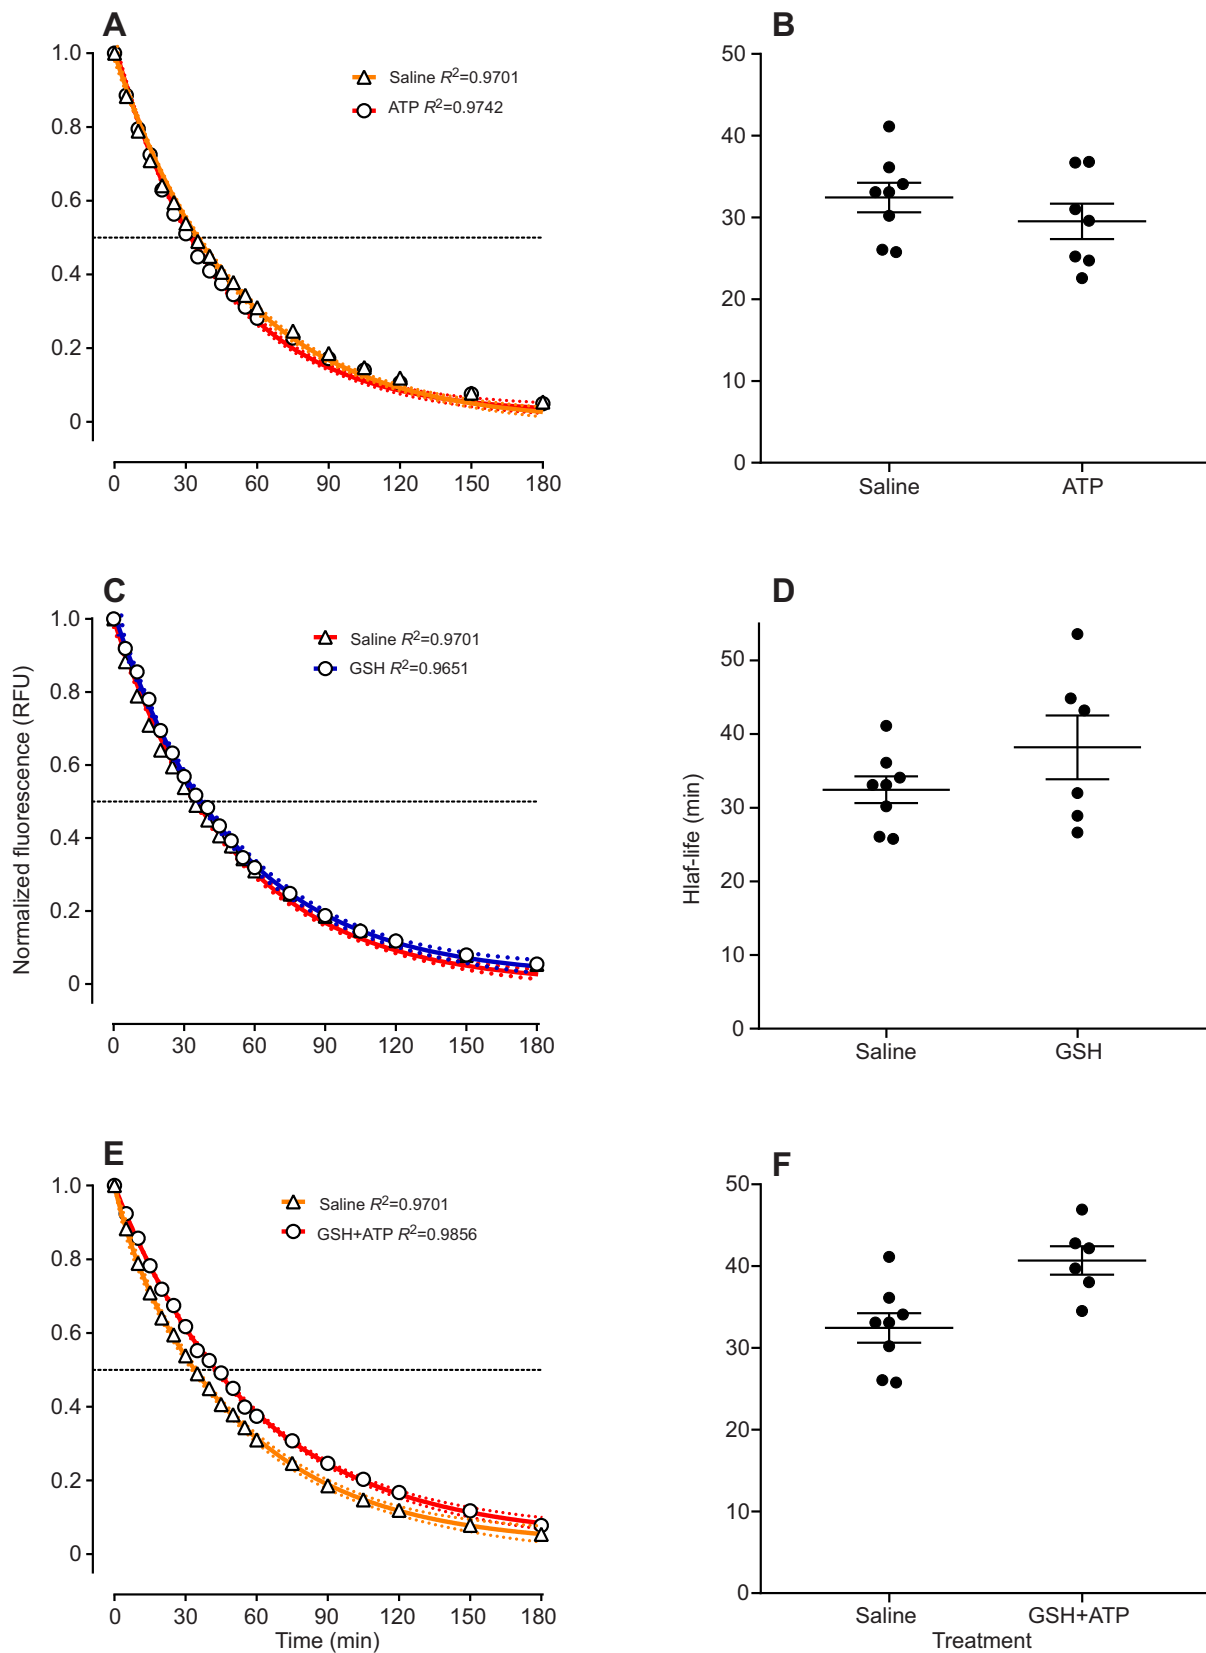 A
1.0
0.8
0.6
0.4
0.2
0
0 30 60 90 120 150 180
Saline R²=0.9701
ATP R²=0.9742
B
50
40
30
20
10
0
Saline ATP
C
1.0
0.8
0.6
0.4
0.2
0
0 30 60 90 120 150 180
Saline R²=0.9701
GSH R²=0.9651
Normalized fluorescence (RFU)
D
50
40
30
20
10
0
Saline GSH
Hlaf-life (min)
E
1.0
0.8
0.6
0.4
0.2
0
0 30 60 90 120 150 180
Saline R²=0.9701
GSH+ATP R²=0.9856
Time (min)
F
50
40
30
20
10
0
Saline GSH+ATP
Treatment